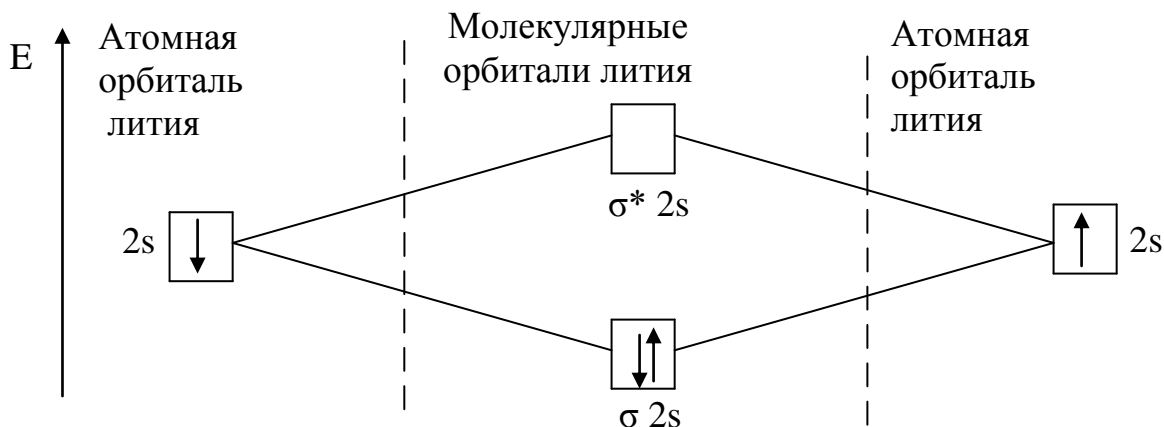 E
Атомная
орбиталь
лития
Молекулярные
орбитали лития
Атомная
орбиталь
лития
σ* 2s
2s
2s
σ 2s